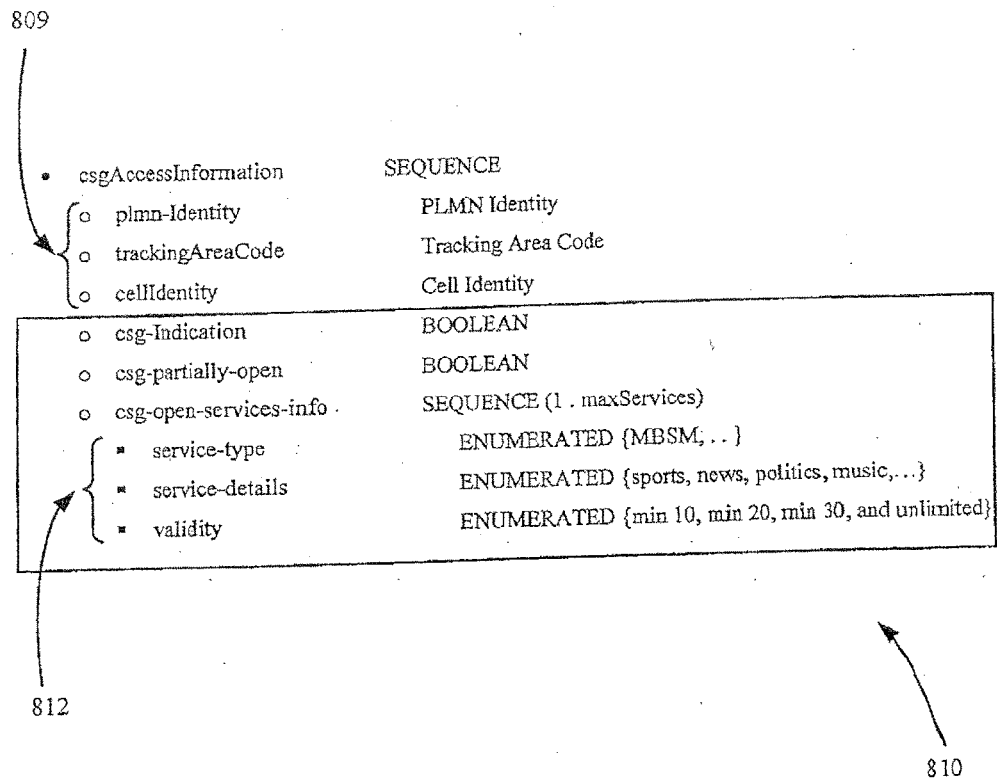 809
• csgAccessInformation SEQUENCE
○ plmn-Identity PLMN Identity
○ trackingAreaCode Tracking Area Code
○ cellIdentity Cell Identity
○ csg-Indication BOOLEAN
○ csg-partially-open BOOLEAN
○ csg-open-services-info . SEQUENCE (1 . maxServices)
▪ service-type ENUMERATED {MBSM, . . }
▪ service-details ENUMERATED {sports, news, politics, music,...}
▪ validity ENUMERATED {min 10, min 20, min 30, and unlimited}
812
810